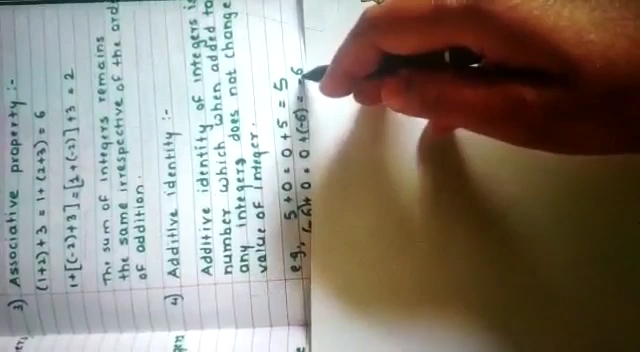 3) Associative property :-
(1+2)+3 = 1+(2+3) = 6
1+[(-2)+3] = [1+(-2)]+3 = 2
The sum of integers remains
the same irrespective of the
of addition.
4) Additive identity :-
Additive identity of integers is
number which when added to
any integers does not change
value of integer.
e.g., 5+0 = 0+5 = 5
(-6)+0 = 0+(-6) = -6